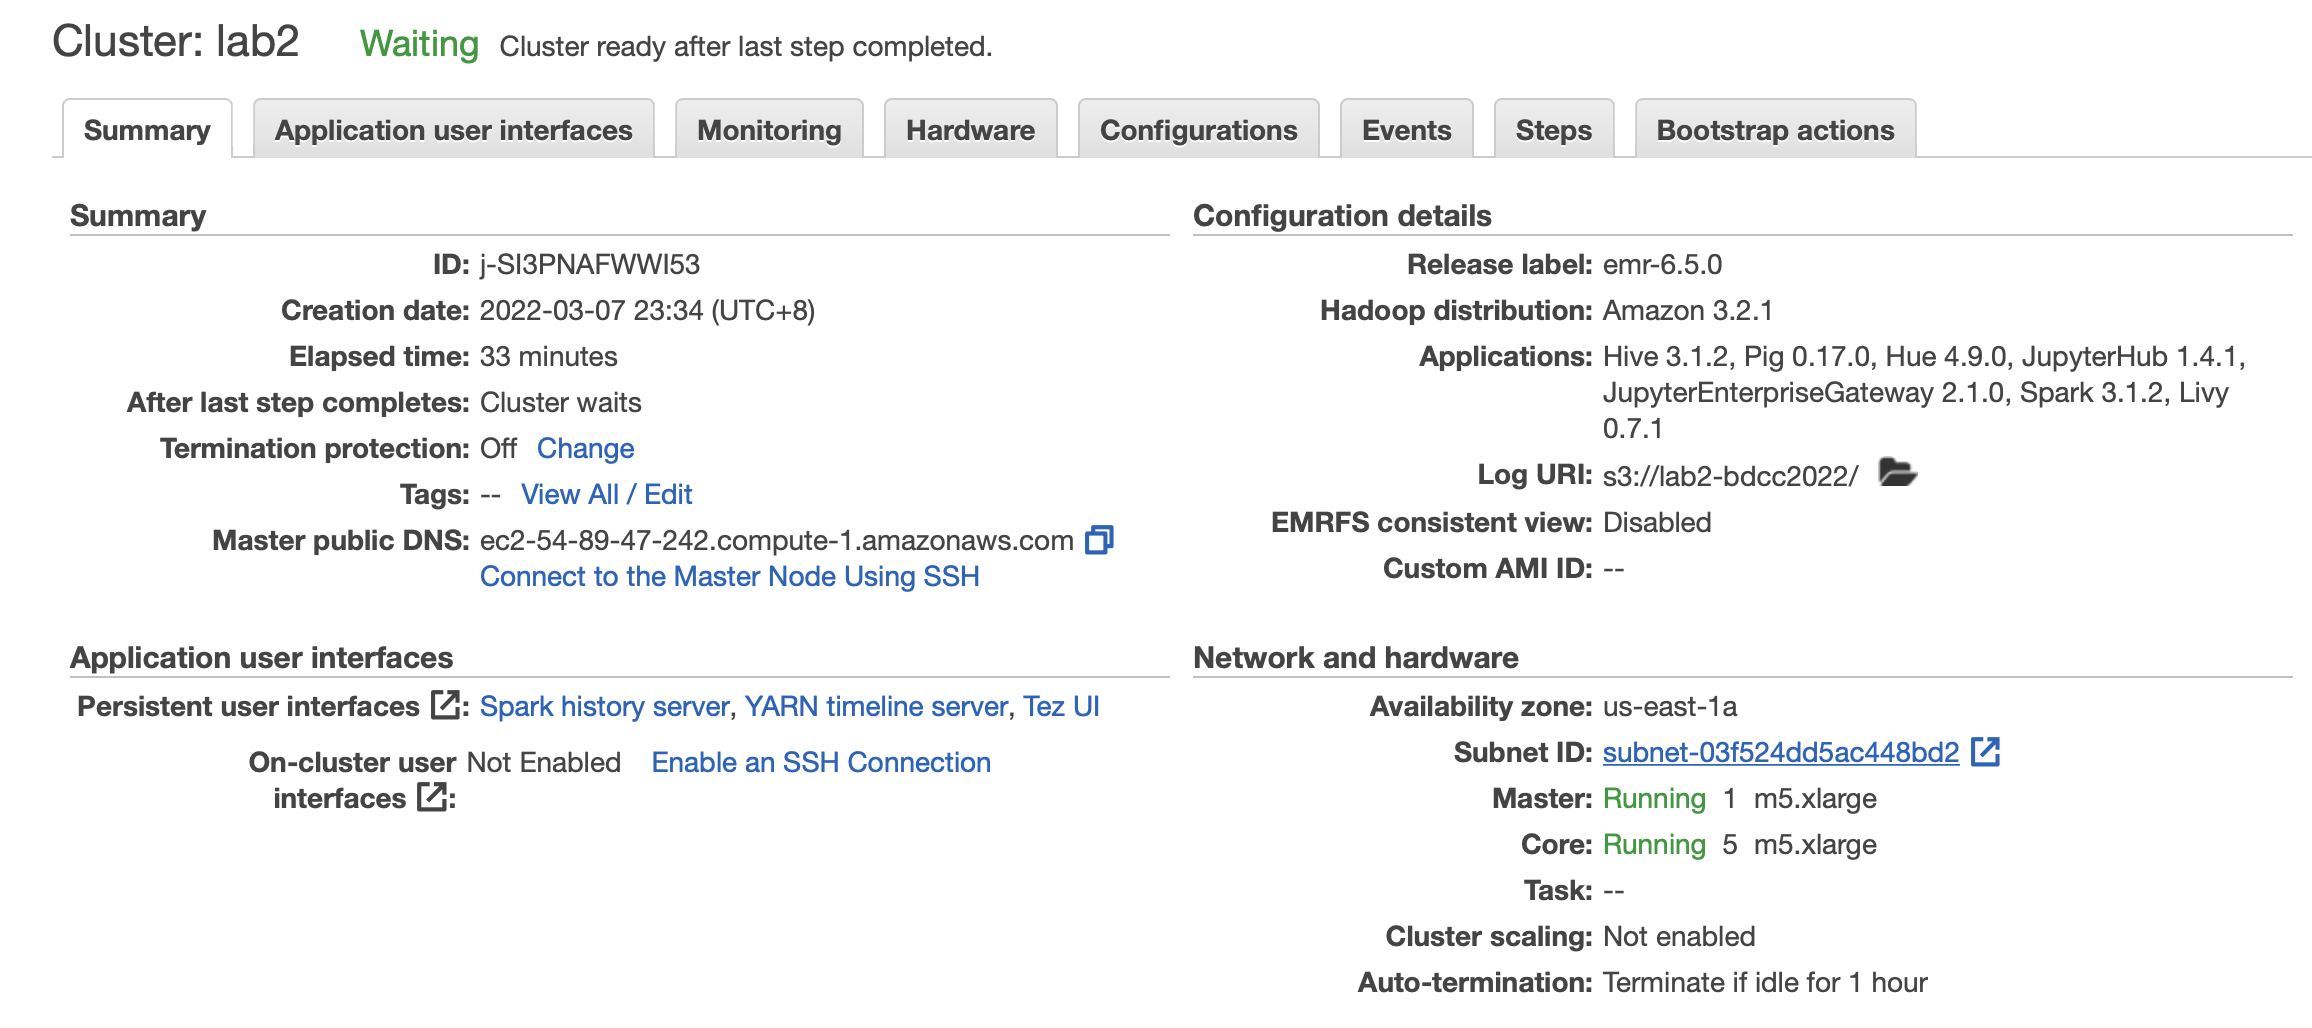 Cluster: lab2 Waiting Cluster ready after last step completed.
Summary Application user interfaces Monitoring Hardware Configurations Events Steps Bootstrap actions
Summary
ID: j-SI3PNAFWWI53
Creation date: 2022-03-07 23:34 (UTC+8)
Elapsed time: 33 minutes
After last step completes: Cluster waits
Termination protection: Off Change
Tags: -- View All / Edit
Master public DNS: ec2-54-89-47-242.compute-1.amazonaws.com
Connect to the Master Node Using SSH
Configuration details
Release label: emr-6.5.0
Hadoop distribution: Amazon 3.2.1
Applications: Hive 3.1.2, Pig 0.17.0, Hue 4.9.0, JupyterHub 1.4.1,
JupyterEnterpriseGateway 2.1.0, Spark 3.1.2, Livy
0.7.1
Log URI: s3://lab2-bdcc2022/
EMRFS consistent view: Disabled
Custom AMI ID: --
Application user interfaces
Persistent user interfaces : Spark history server, YARN timeline server, Tez UI
On-cluster user Not Enabled Enable an SSH Connection
interfaces :
Network and hardware
Availability zone: us-east-1a
Subnet ID: subnet-03f524dd5ac448bd2
Master: Running 1 m5.xlarge
Core: Running 5 m5.xlarge
Task: --
Cluster scaling: Not enabled
Auto-termination: Terminate if idle for 1 hour